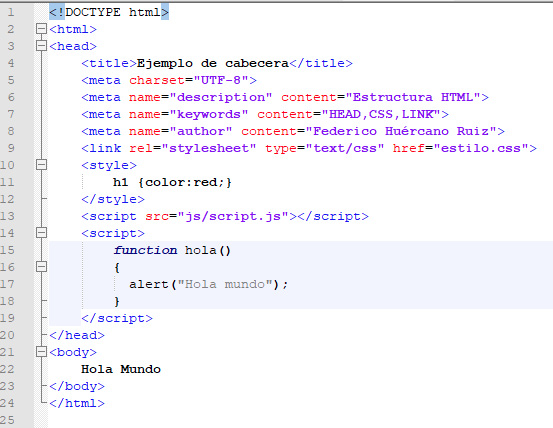 1 <!DOCTYPE html>
2 <html>
3 <head>
4 <title>Ejemplo de cabecera</title>
5 <meta charset="UTF-8">
6 <meta name="description" content="Estructura HTML">
7 <meta name="keywords" content="HEAD,CSS,LINK">
8 <meta name="author" content="Federico Huércano Ruiz">
9 <link rel="stylesheet" type="text/css" href="estilo.css">
10 <style>
11 h1 {color:red;}
12 </style>
13 <script src="js/script.js"></script>
14 <script>
15 function hola()
16 {
17 alert("Hola mundo");
18 }
19 </script>
20 </head>
21 <body>
22 Hola Mundo
23 </body>
24 </html>
25